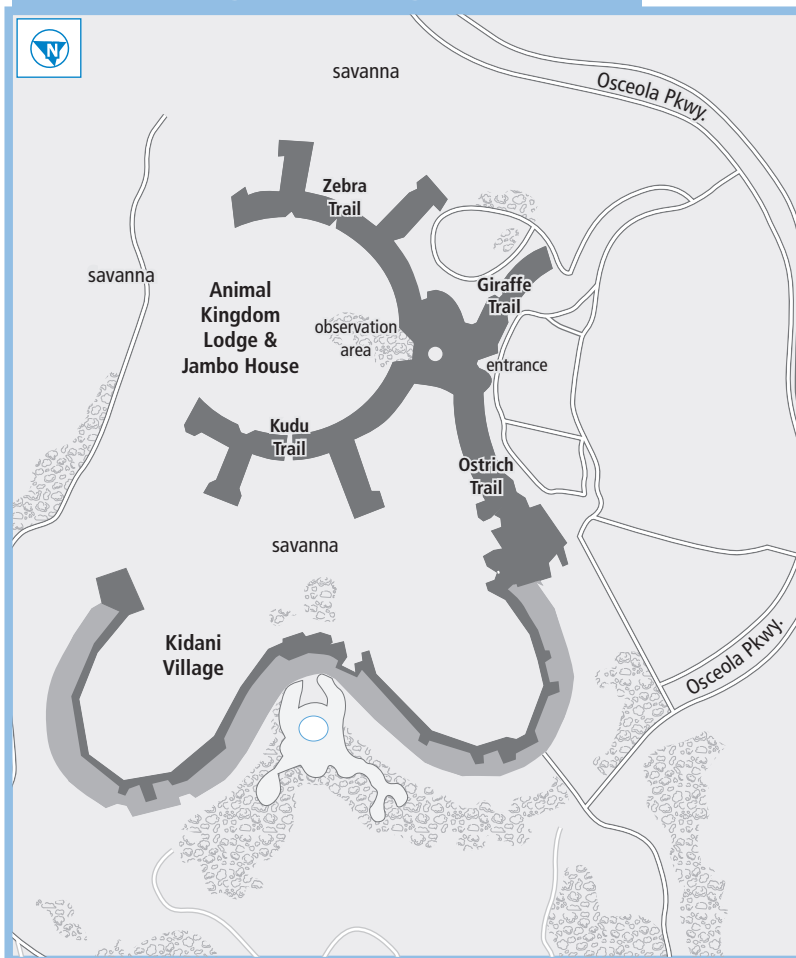 N
savanna
Osceola Pkwy.
Zebra
Trail
savanna
Giraffe
Trail
Animal
Kingdom
Lodge &
Jambo House
observation
area
entrance
Kudu
Trail
Ostrich
Trail
savanna
Kidani
Village
Osceola Pkwy.